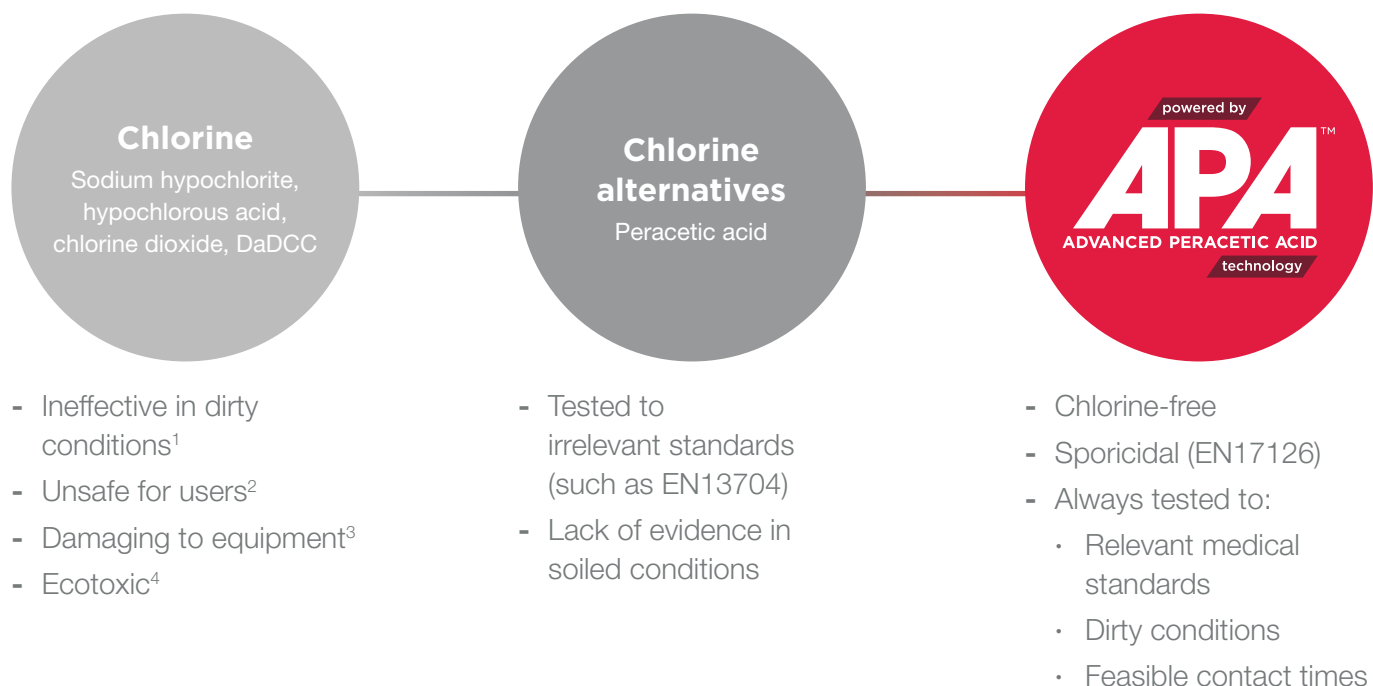 Chlorine
Sodium hypochlorite,
hypochlorous acid,
chlorine dioxide, DaDCC
- Ineffective in dirty
conditions¹
- Unsafe for users²
- Damaging to equipment³
- Ecotoxic⁴
Chlorine
alternatives
Peracetic acid
- Tested to
irrelevant standards
(such as EN13704)
- Lack of evidence in
soiled conditions
powered by
APA™
ADVANCED PERACETIC ACID
technology
- Chlorine-free
- Sporicidal (EN17126)
- Always tested to:
· Relevant medical
standards
· Dirty conditions
· Feasible contact times